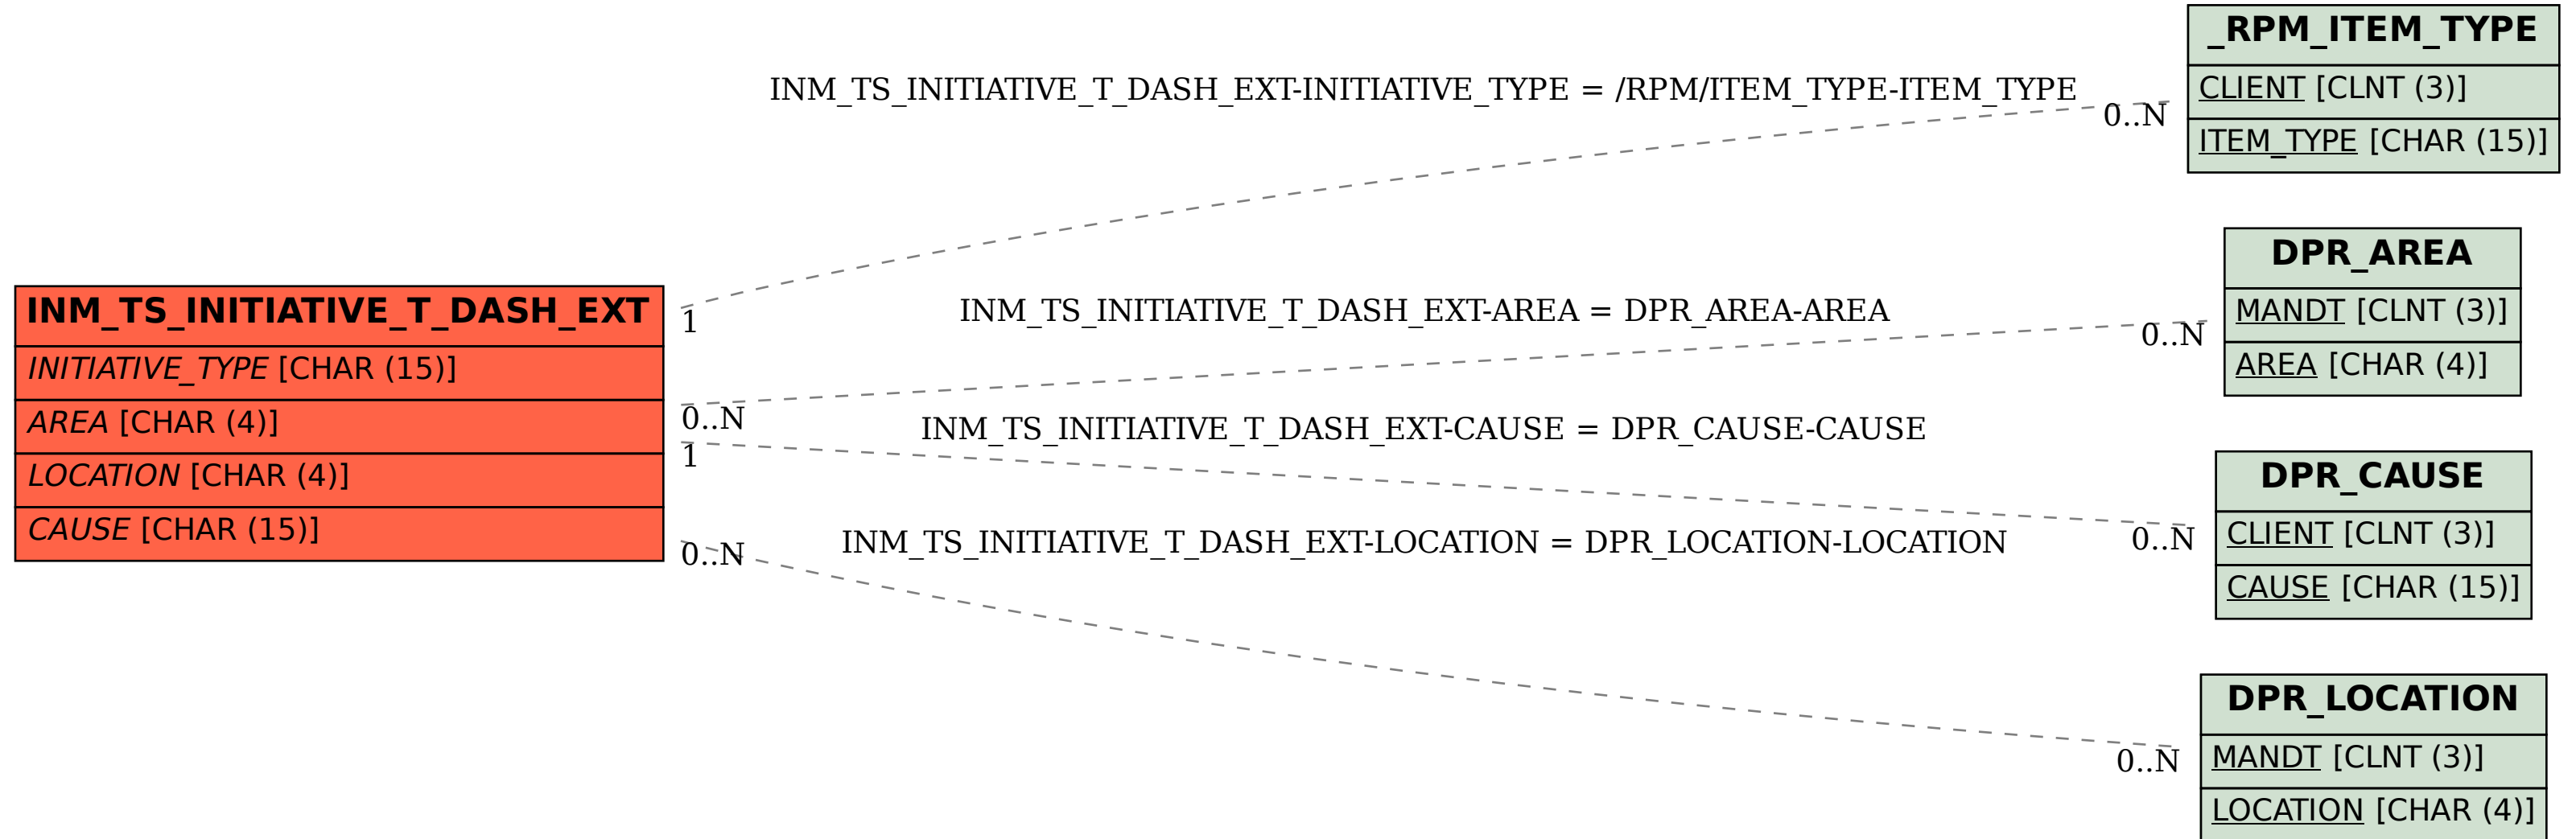 INM_TS_INITIATIVE_T_DASH_EXT
INITIATIVE_TYPE [CHAR (15)]
AREA [CHAR (4)]
LOCATION [CHAR (4)]
CAUSE [CHAR (15)]
INM_TS_INITIATIVE_T_DASH_EXT-INITIATIVE_TYPE = /RPM/ITEM_TYPE-ITEM_TYPE
1
0..N
INM_TS_INITIATIVE_T_DASH_EXT-AREA = DPR_AREA-AREA
0..N
0..N
INM_TS_INITIATIVE_T_DASH_EXT-CAUSE = DPR_CAUSE-CAUSE
1
0..N
INM_TS_INITIATIVE_T_DASH_EXT-LOCATION = DPR_LOCATION-LOCATION
0..N
0..N
_RPM_ITEM_TYPE
CLIENT [CLNT (3)]
ITEM_TYPE [CHAR (15)]
DPR_AREA
MANDT [CLNT (3)]
AREA [CHAR (4)]
DPR_CAUSE
CLIENT [CLNT (3)]
CAUSE [CHAR (15)]
DPR_LOCATION
MANDT [CLNT (3)]
LOCATION [CHAR (4)]